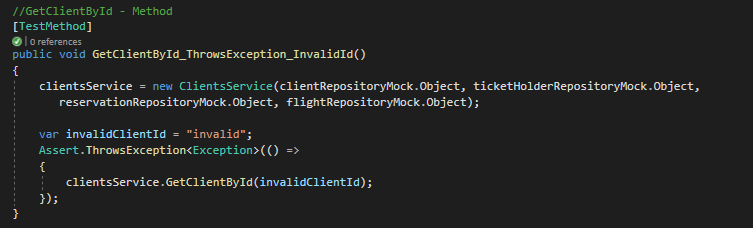 //GetClientById - Method
[TestMethod]
| 0 references
public void GetClientById_ThrowsException_InvalidId()
{
clientsService = new ClientsService(clientRepositoryMock.Object, ticketHolderRepositoryMock.Object,
reservationRepositoryMock.Object, flightRepositoryMock.Object);
var invalidClientId = "invalid";
Assert.ThrowsException<Exception>(() =>
{
clientsService.GetClientById(invalidClientId);
});
}